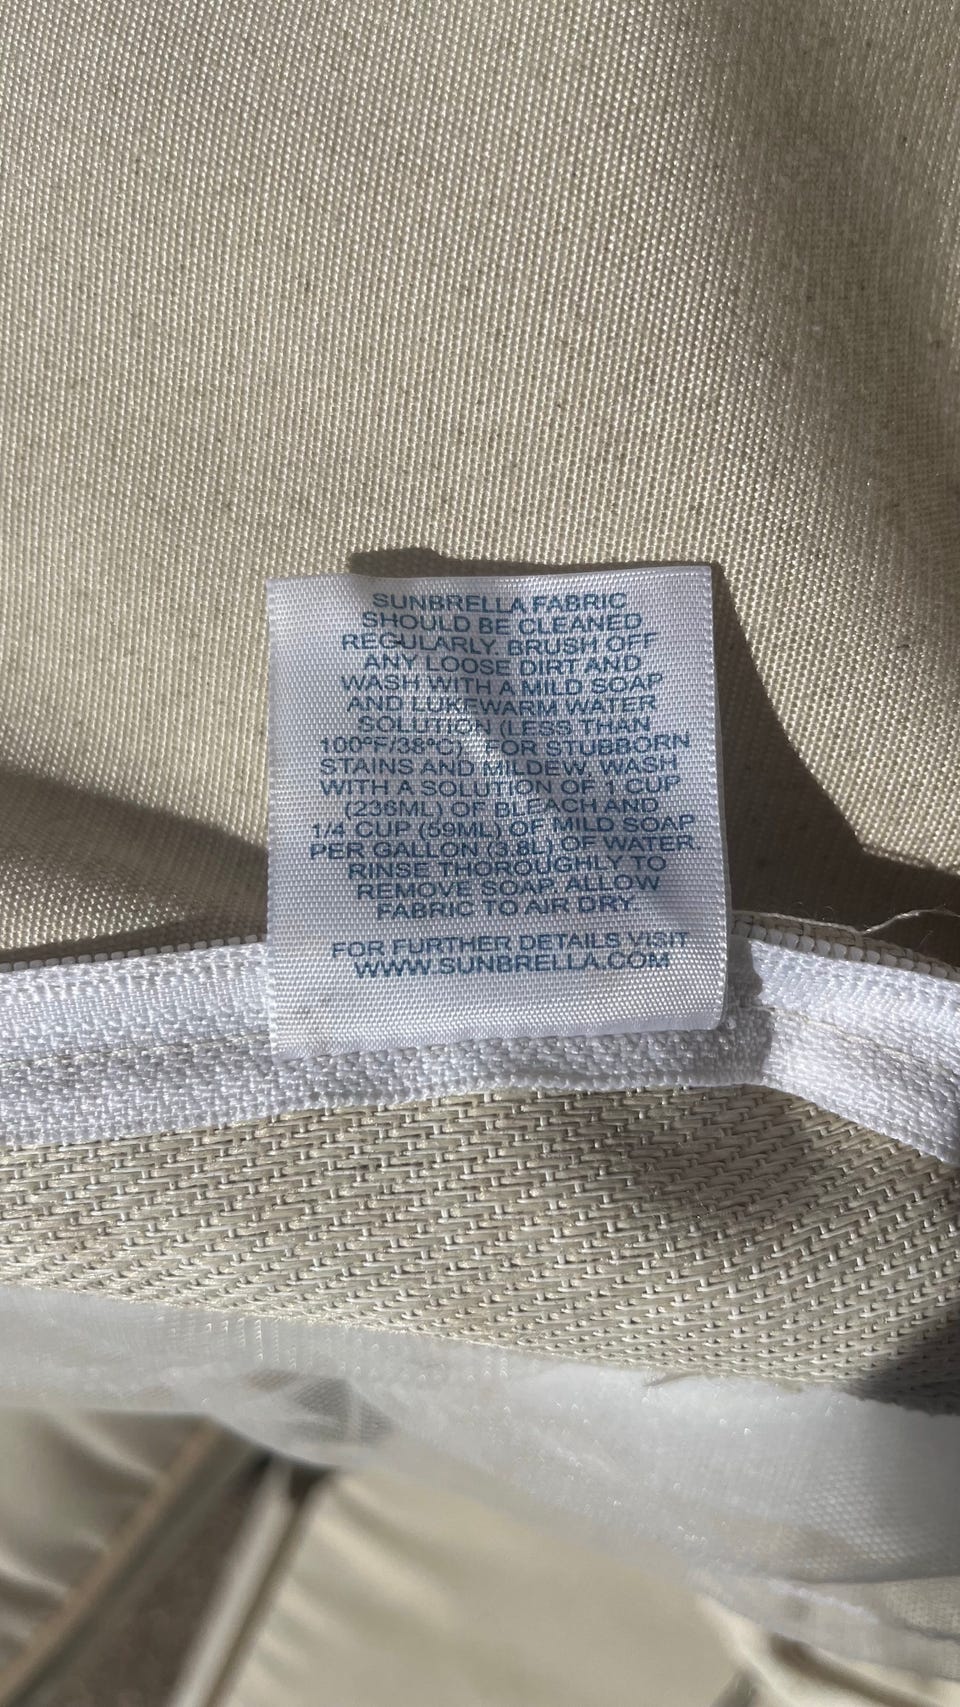 SUNBRELLA FABRIC
SHOULD BE CLEANED
REGULARLY. BRUSH OFF
ANY LOOSE DIRT AND
WASH WITH A MILD SOAP
AND LUKEWARM WATER
SOLUTION (LESS THAN
100°F/38°C). FOR STUBBORN
STAINS AND MILDEW, WASH
WITH A SOLUTION OF 1 CUP
(236ML) OF BLEACH AND
1/4 CUP (59ML) OF MILD SOAP
PER GALLON (3.8L) OF WATER.
RINSE THOROUGHLY TO
REMOVE SOAP. ALLOW
FABRIC TO AIR DRY.
FOR FURTHER DETAILS VISIT
WWW.SUNBRELLA.COM